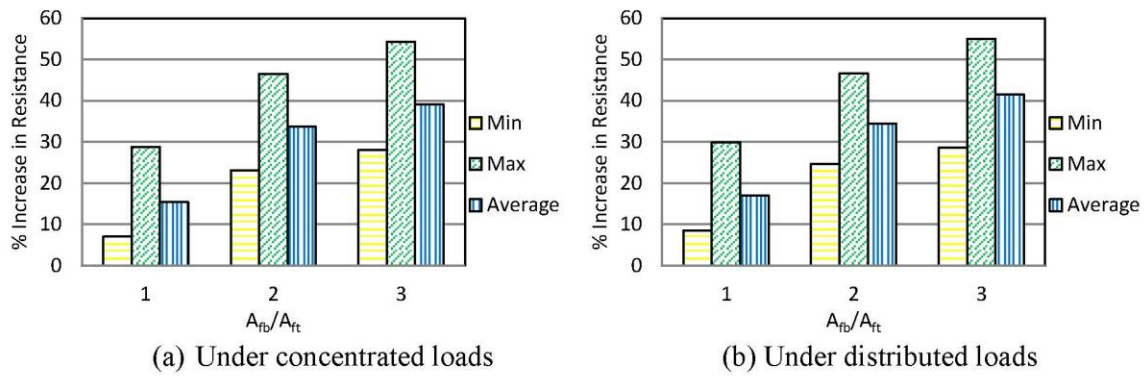 60
50
40
30
20
10
0
% Increase in Resistance
1 2 3
A_fb/A_ft
Min
Max
Average
(a) Under concentrated loads
60
50
40
30
20
10
0
% Increase in Resistance
1 2 3
A_fb/A_ft
Min
Max
Average
(b) Under distributed loads